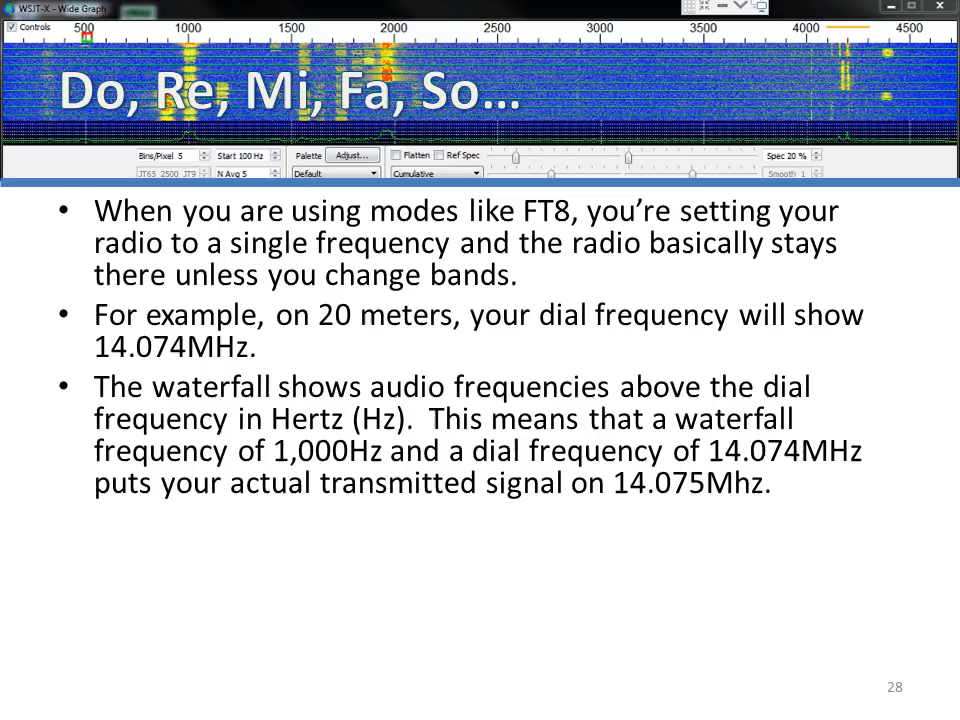 WSJT-X - Wide Graph
Controls 500 1000 1500 2000 2500 3000 3500 4000 4500
Do, Re, Mi, Fa, So…
Bins/Pixel 5 Start 100 Hz Palette Adjust... Flatten Ref Spec Spec 20 %
JT65 2500 JT9 N Avg 5 Default Cumulative Smooth 1
• When you are using modes like FT8, you’re setting your
radio to a single frequency and the radio basically stays
there unless you change bands.
• For example, on 20 meters, your dial frequency will show
14.074MHz.
• The waterfall shows audio frequencies above the dial
frequency in Hertz (Hz). This means that a waterfall
frequency of 1,000Hz and a dial frequency of 14.074MHz
puts your actual transmitted signal on 14.075Mhz.
28